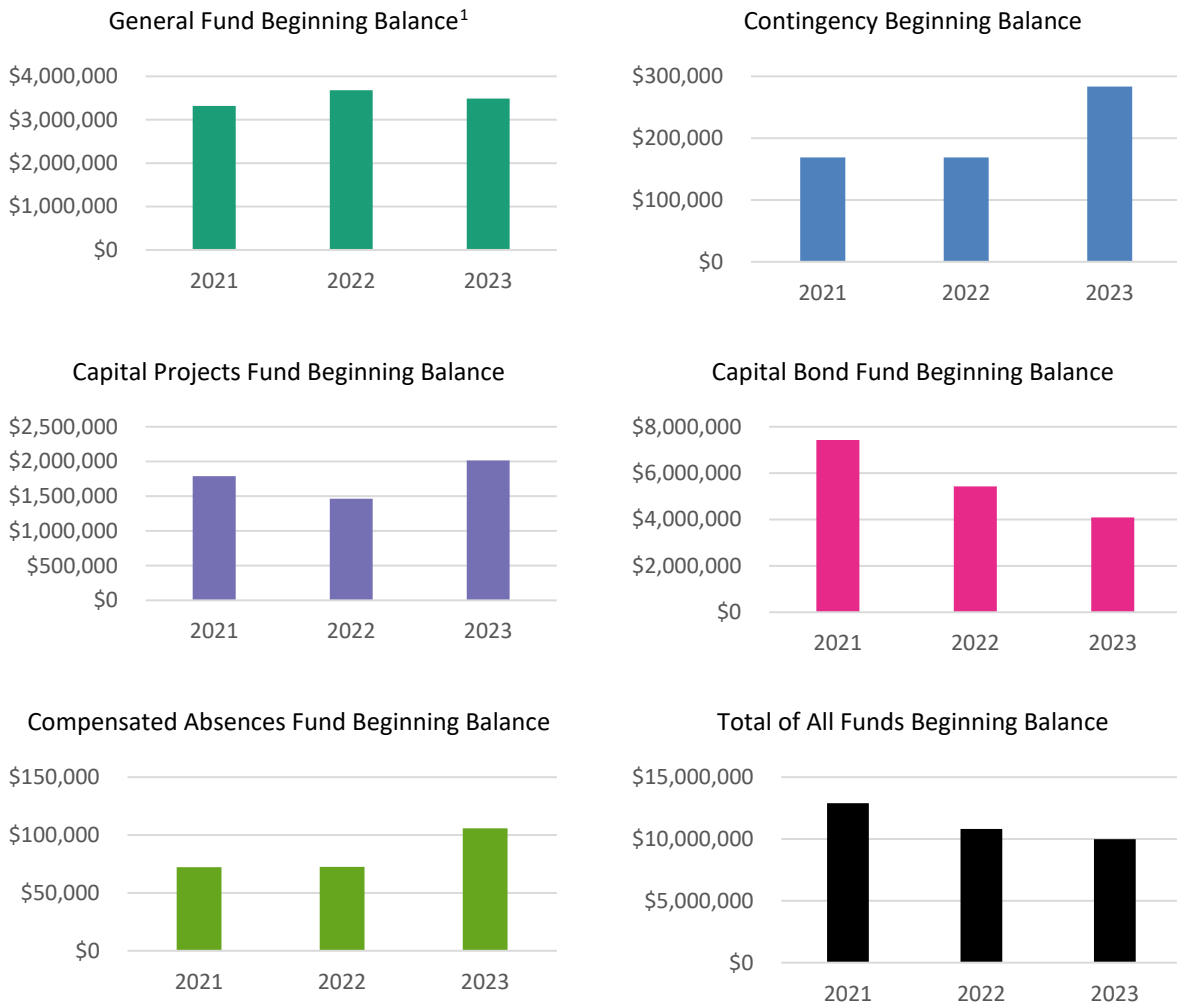 General Fund Beginning Balance1
$4,000,000
$3,000,000
$2,000,000
$1,000,000
$0
2021 2022 2023
Contingency Beginning Balance
$300,000
$200,000
$100,000
$0
2021 2022 2023
Capital Projects Fund Beginning Balance
$2,500,000
$2,000,000
$1,500,000
$1,000,000
$500,000
$0
2021 2022 2023
Capital Bond Fund Beginning Balance
$8,000,000
$6,000,000
$4,000,000
$2,000,000
$0
2021 2022 2023
Compensated Absences Fund Beginning Balance
$150,000
$100,000
$50,000
$0
2021 2022 2023
Total of All Funds Beginning Balance
$15,000,000
$10,000,000
$5,000,000
$0
2021 2022 2023